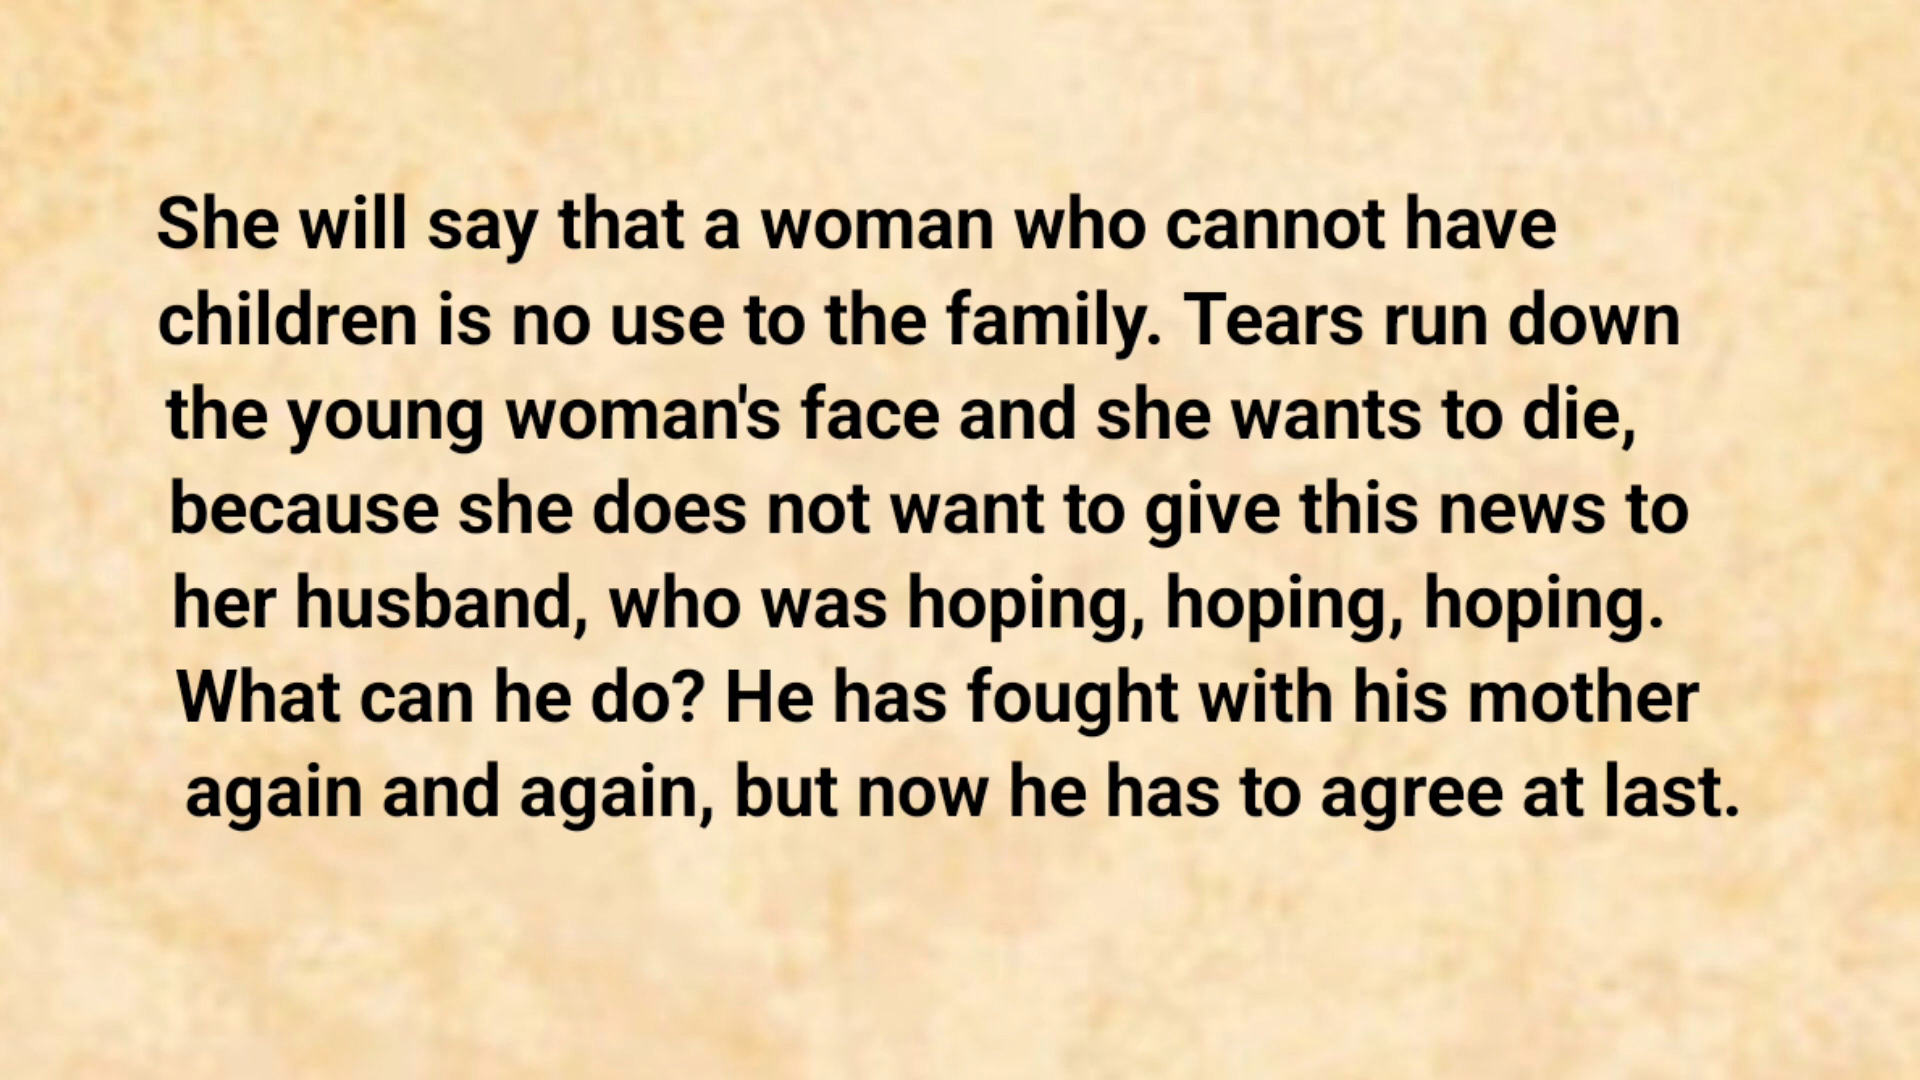 She will say that a woman who cannot have
children is no use to the family. Tears run down
the young woman's face and she wants to die,
because she does not want to give this news to
her husband, who was hoping, hoping, hoping.
What can he do? He has fought with his mother
again and again, but now he has to agree at last.